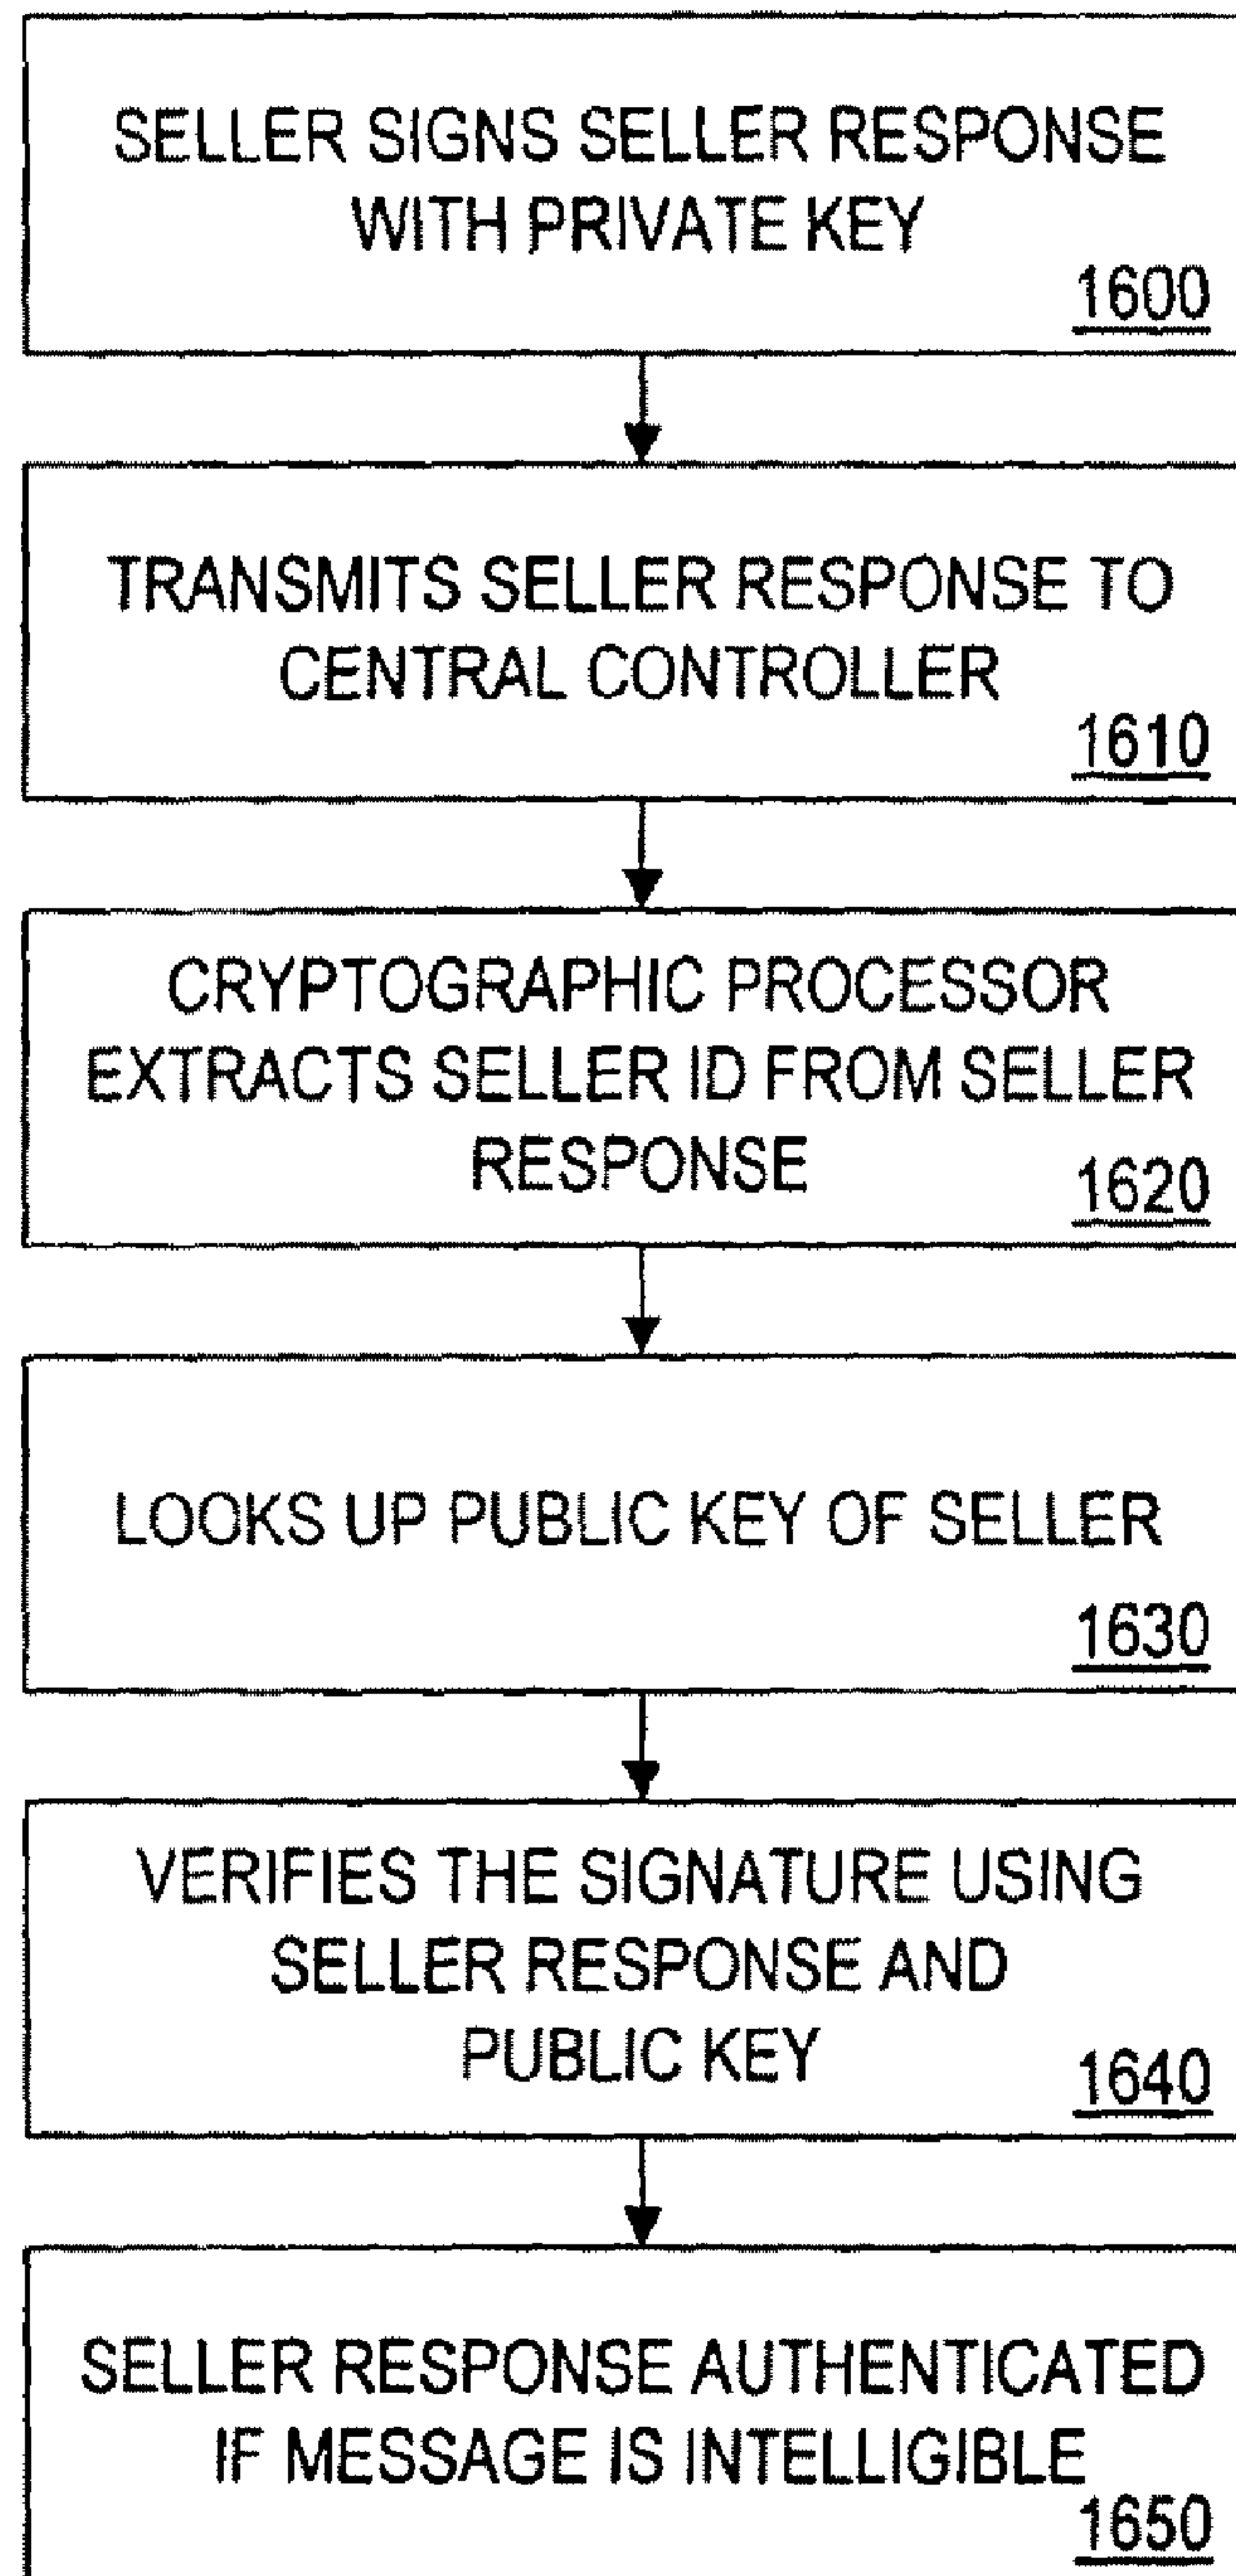 SELLER SIGNS SELLER RESPONSE
WITH PRIVATE KEY
1600
TRANSMITS SELLER RESPONSE TO
CENTRAL CONTROLLER
1610
CRYPTOGRAPHIC PROCESSOR
EXTRACTS SELLER ID FROM SELLER
RESPONSE
1620
LOOKS UP PUBLIC KEY OF SELLER
1630
VERIFIES THE SIGNATURE USING
SELLER RESPONSE AND
PUBLIC KEY
1640
SELLER RESPONSE AUTHENTICATED
IF MESSAGE IS INTELLIGIBLE
1650